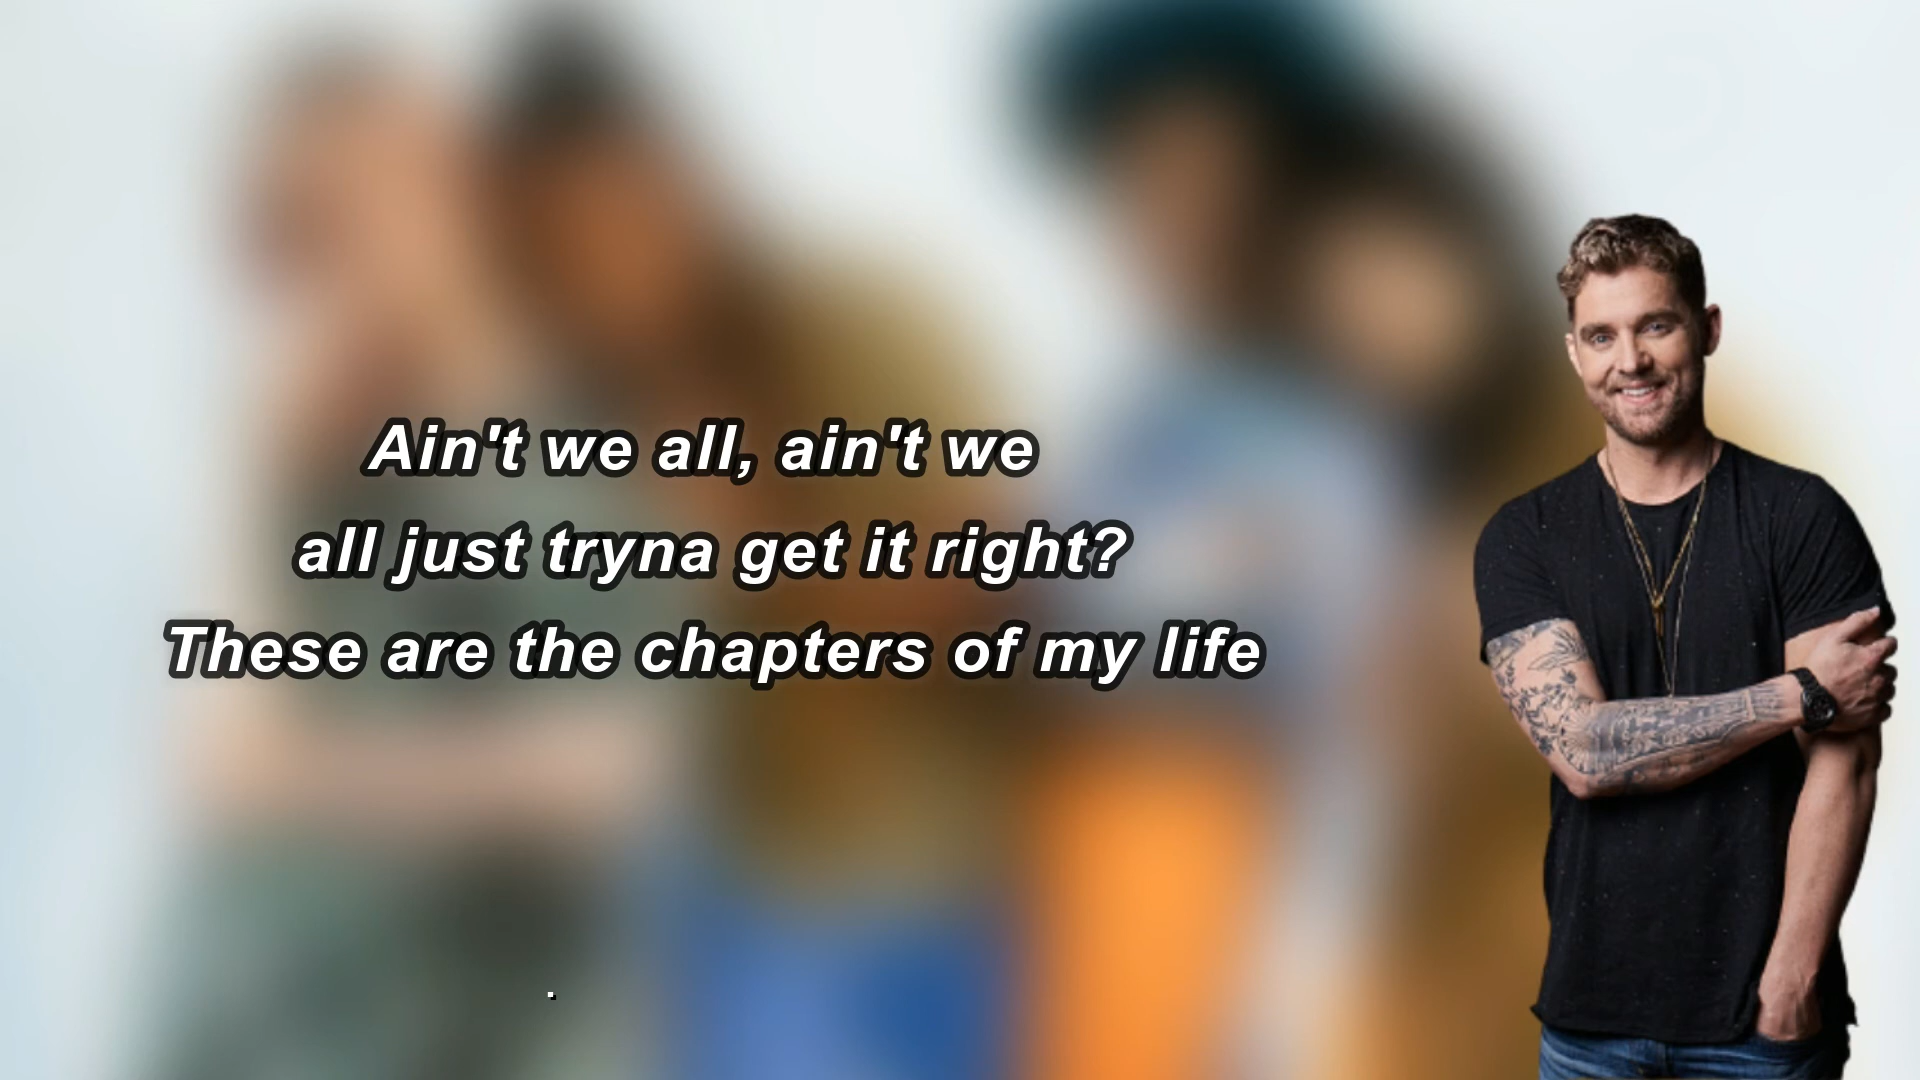 Ain't we all, ain't we
all just tryna get it right?
These are the chapters of my life
.